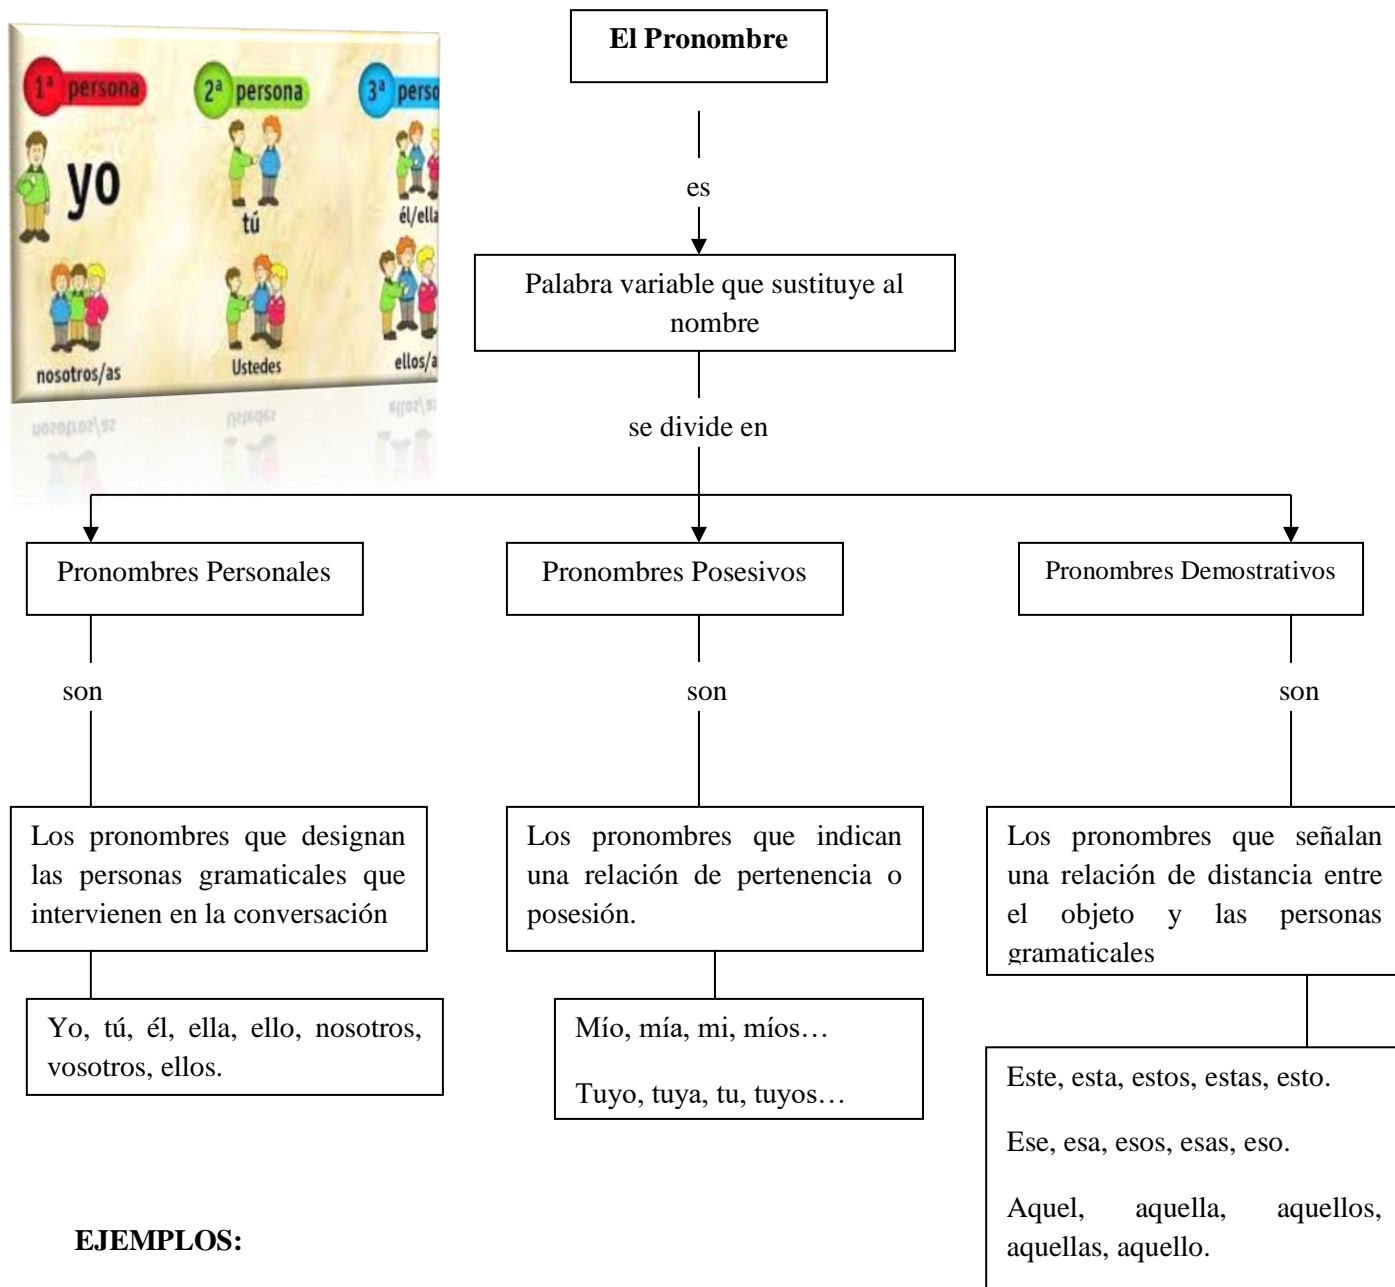 El Pronombre
1ª persona
2ª persona
3ª perso
yo
tú
él/ella
nosotros/as
Ustedes
ellos/a
es
Palabra variable que sustituye al
nombre
se divide en
Pronombres Personales
Pronombres Posesivos
Pronombres Demostrativos
son
son
son
Los pronombres que designan
las personas gramaticales que
intervienen en la conversación
Los pronombres que indican
una relación de pertenencia o
posesión.
Los pronombres que señalan
una relación de distancia entre
el objeto y las personas
gramaticales
Yo, tú, él, ella, ello, nosotros,
vosotros, ellos.
Mío, mía, mi, míos…
Tuyo, tuya, tu, tuyos…
Este, esta, estos, estas, esto.
Ese, esa, esos, esas, eso.
Aquel, aquella, aquellos,
aquellas, aquello.
EJEMPLOS: